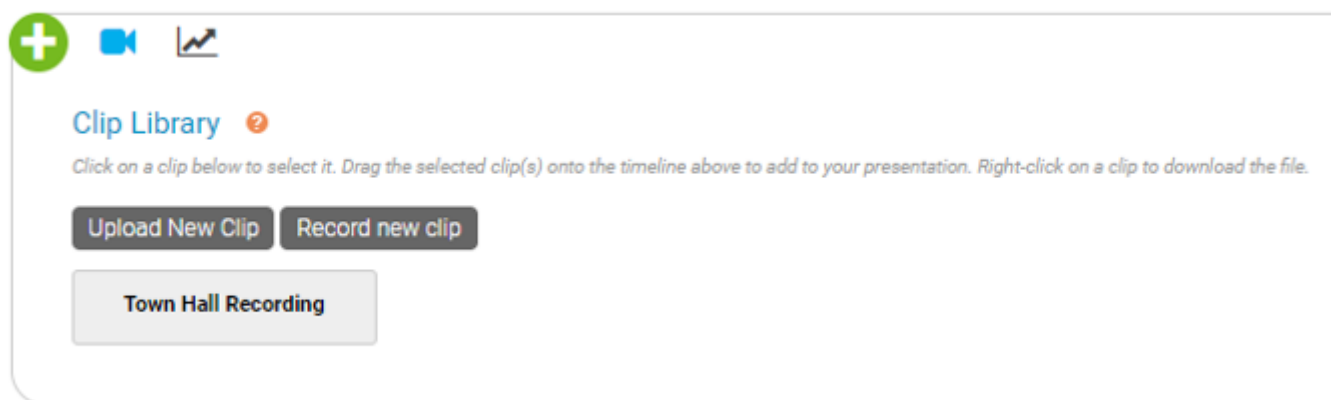 Clip Library ?
Click on a clip below to select it. Drag the selected clip(s) onto the timeline above to add to your presentation. Right-click on a clip to download the file.
Upload New Clip Record new clip
Town Hall Recording